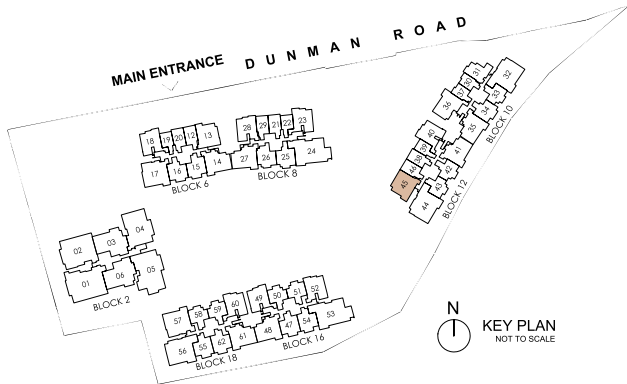 DUNMAN ROAD
MAIN ENTRANCE
18 19 20 12 13
17 16 15 14
BLOCK 6
28 29 21 22 23
27 26 25 24
BLOCK 8
31 32
30
37 33
36 34
35
BLOCK 10
40
39 41
38
46 42
45 43
44
BLOCK 12
02 03 04
01 06 05
BLOCK 2
57 58 59 60
56 55 62 61
BLOCK 18
49 50 51 52
48 47 54 53
BLOCK 16
N
KEY PLAN
NOT TO SCALE